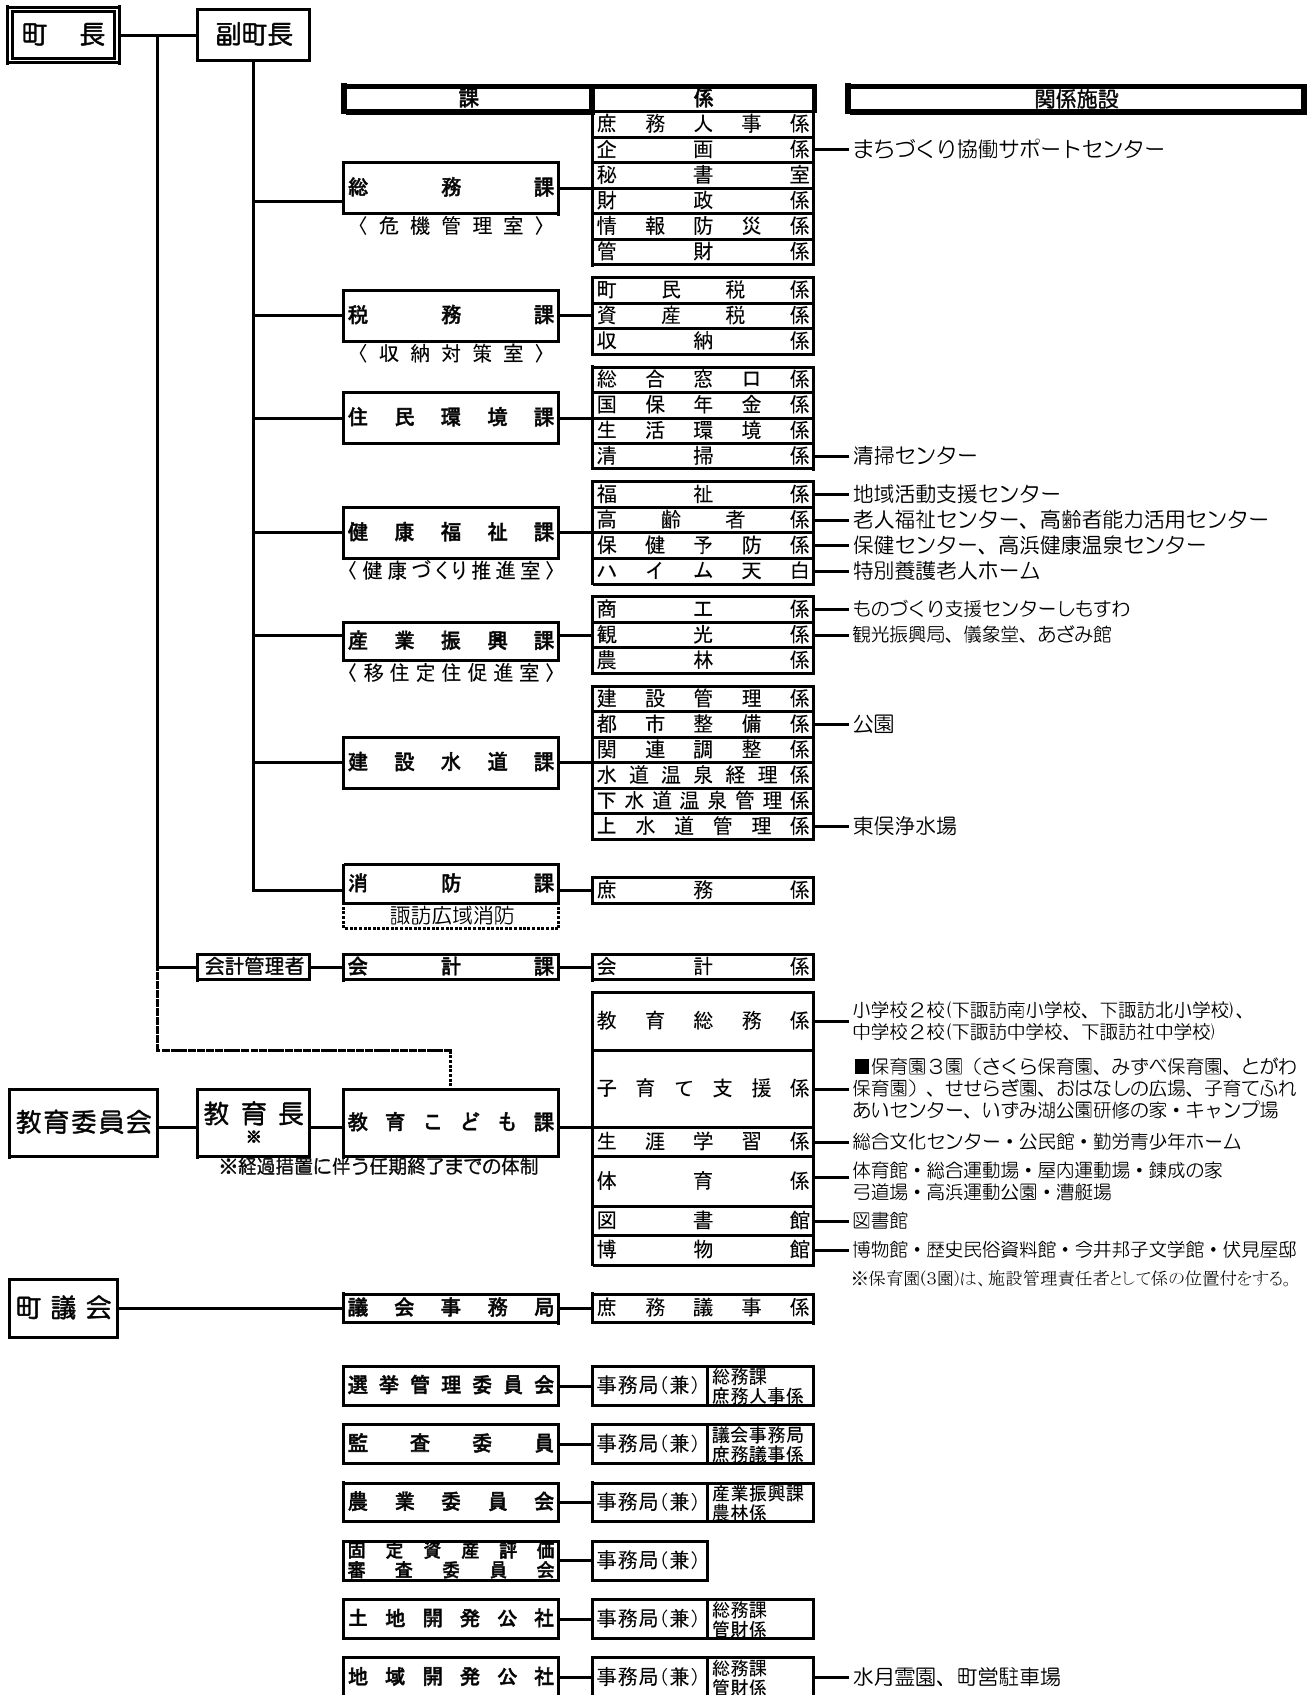 町長
副町長
課
係
関係施設
庶務人事係
企画係
まちづくり協働サポートセンター
総務課
秘書室
財政係
〈危機管理室〉
情報防災係
管財係
町民税係
税務課
資産税係
収納係
〈収納対策室〉
総合窓口係
住民環境課
国保年金係
生活環境係
清掃係
清掃センター
福祉係
地域活動支援センター
健康福祉課
高齢者係
老人福祉センター、高齢者能力活用センター
保健予防係
保健センター、高浜健康温泉センター
〈健康づくり推進室〉
ハイム天白
特別養護老人ホーム
商工係
ものづくり支援センターしもすわ
産業振興課
観光係
観光振興局、儀象堂、あざみ館
農林係
〈移住定住促進室〉
建設管理係
都市整備係
公園
建設水道課
関連調整係
水道温泉経理係
下水道温泉管理係
上水道管理係
東俣浄水場
消防課
庶務係
諏訪広域消防
会計管理者
会計課
会計係
教育総務係
小学校２校(下諏訪南小学校、下諏訪北小学校)、
中学校２校(下諏訪中学校、下諏訪社中学校)
子育て支援係
■保育園３園（さくら保育園、みずべ保育園、とがわ
保育園）、せせらぎ園、おはなしの広場、子育てふれ
あいセンター、いずみ湖公園研修の家・キャンプ場
教育委員会
教育長
※
教育こども課
※経過措置に伴う任期終了までの体制
生涯学習係
総合文化センター・公民館・勤労青少年ホーム
体育係
体育館・総合運動場・屋内運動場・錬成の家
弓道場・高浜運動公園・漕艇場
図書館
図書館
博物館
博物館・歴史民俗資料館・今井邦子文学館・伏見屋邸
※保育園(3園)は、施設管理責任者として係の位置付をする。
町議会
議会事務局
庶務議事係
選挙管理委員会
事務局(兼)
総務課
庶務人事係
監査委員
事務局(兼)
議会事務局
庶務議事係
農業委員会
事務局(兼)
産業振興課
農林係
固定資産評価
審査委員会
事務局(兼)
土地開発公社
事務局(兼)
総務課
管財係
地域開発公社
事務局(兼)
総務課
管財係
水月霊園、町営駐車場